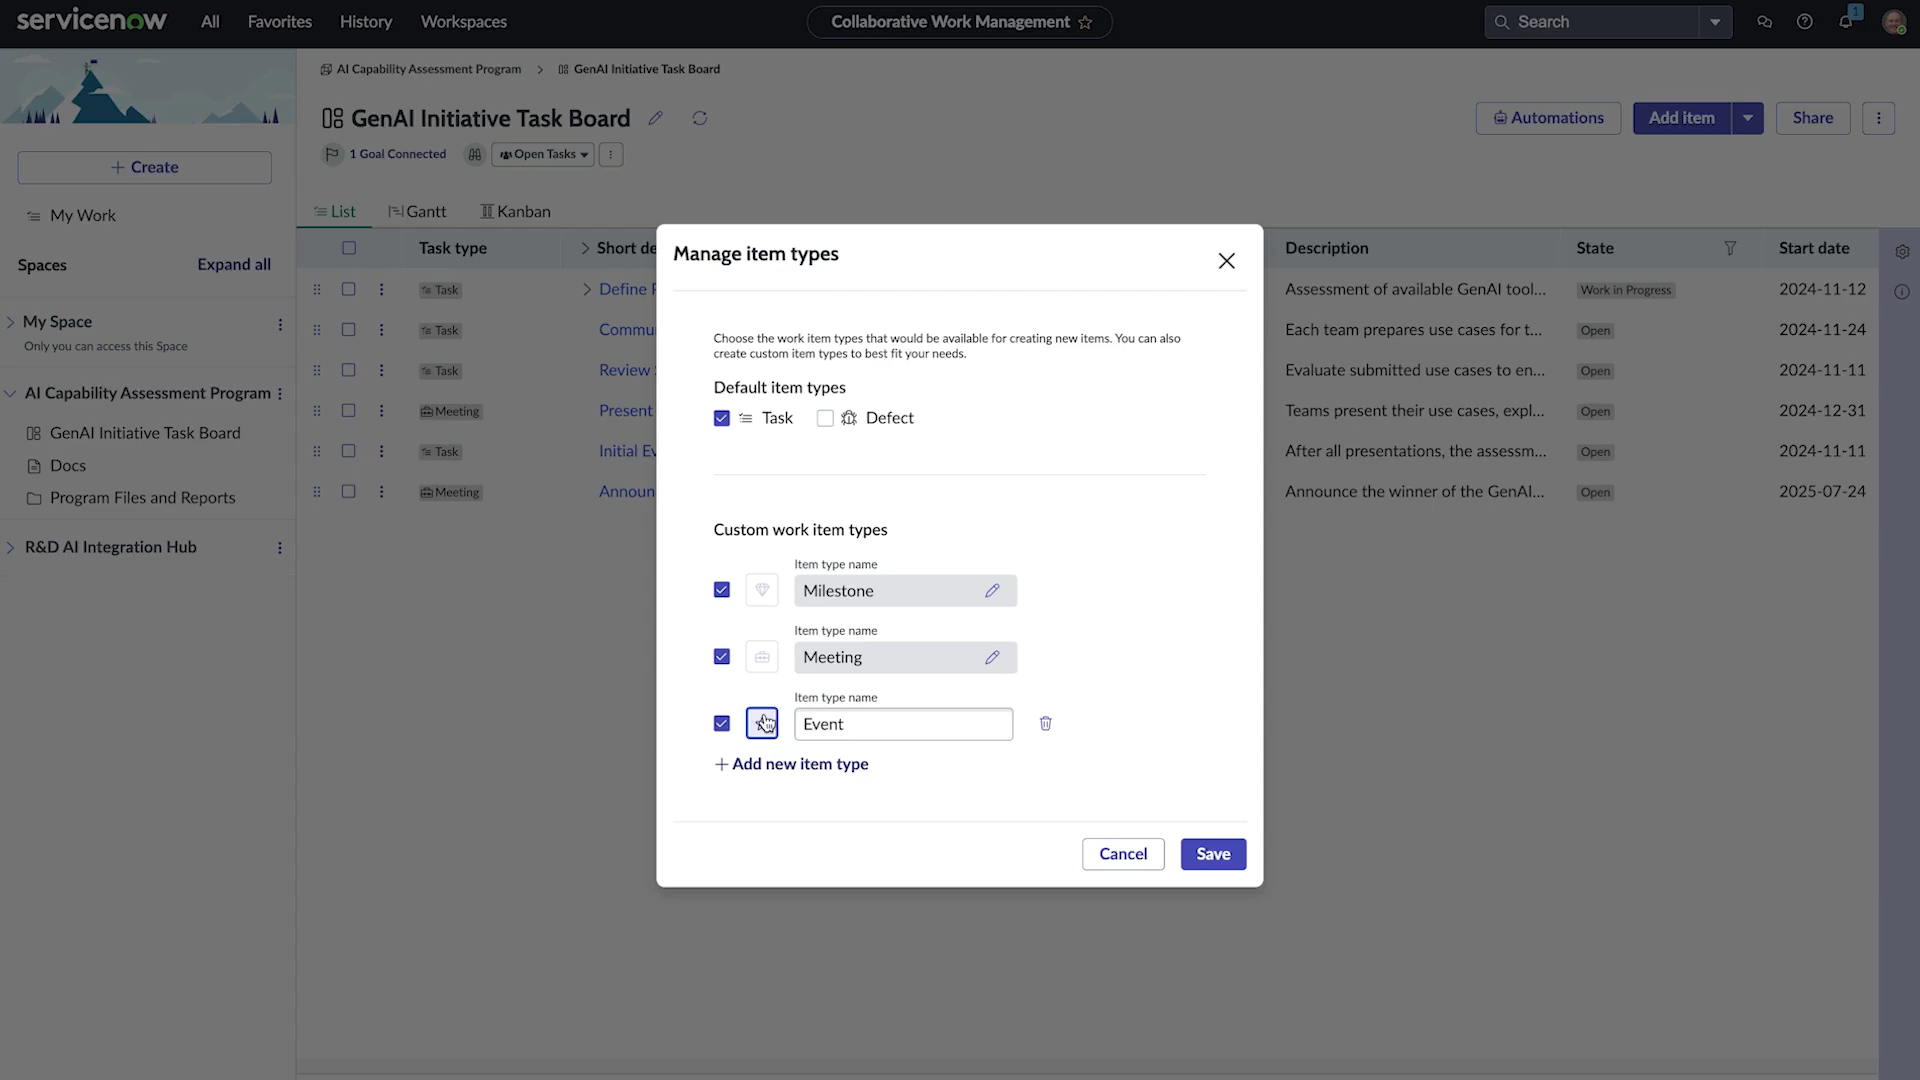 servicenow All Favorites History Workspaces Collaborative Work Management Search 1
AI Capability Assessment Program GenAI Initiative Task Board
GenAI Initiative Task Board Automations Add item Share
1 Goal Connected Open Tasks
Create
My Work
Spaces Expand all
My Space
Only you can access this Space
AI Capability Assessment Program
GenAI Initiative Task Board
Docs
Program Files and Reports
R&D AI Integration Hub
List Gantt Kanban
Task type Short de Description State Start date
Task Define Assessment of available GenAI tool... Work in Progress 2024-11-12
Task Commu Each team prepares use cases for t... Open 2024-11-24
Task Review Evaluate submitted use cases to en... Open 2024-11-11
Meeting Present Teams present their use cases, expl... Open 2024-12-31
Task Initial Ev After all presentations, the assessm... Open 2024-11-11
Meeting Announ Announce the winner of the GenAI... Open 2025-07-24
Manage item types
Choose the work item types that would be available for creating new items. You can also
create custom item types to best fit your needs.
Default item types
Task Defect
Custom work item types
Item type name
Milestone
Item type name
Meeting
Item type name
Event
Add new item type
Cancel Save